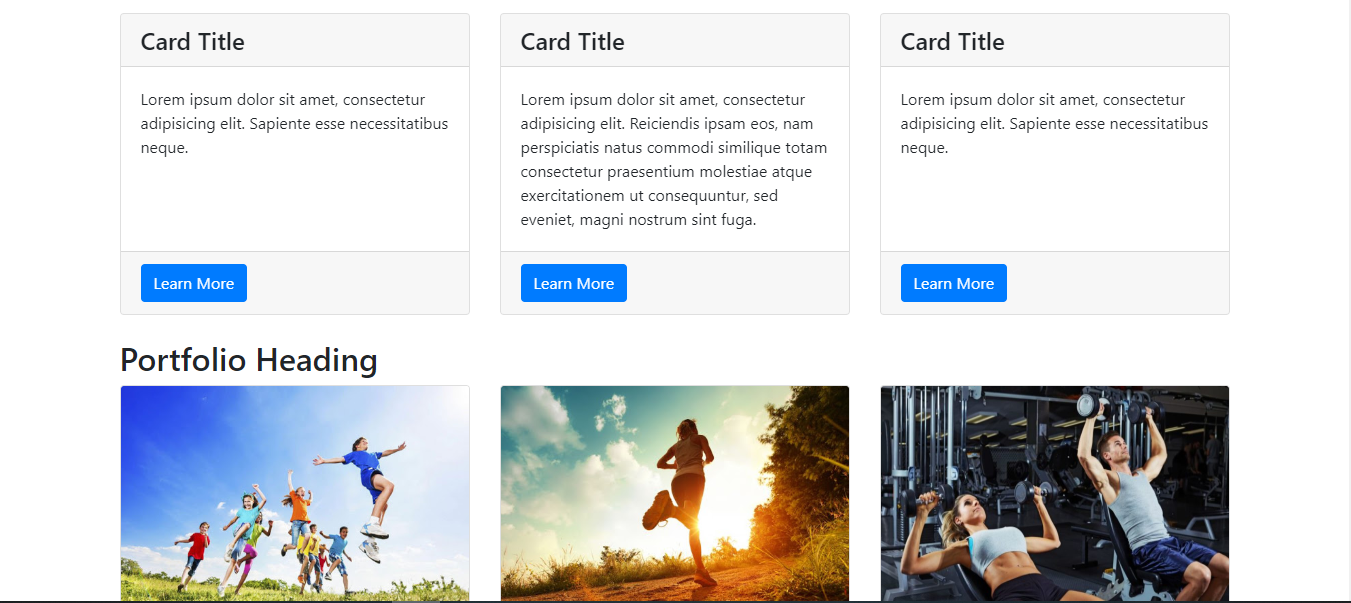 Card Title
Lorem ipsum dolor sit amet, consectetur
adipisicing elit. Sapiente esse necessitatibus
neque.
Learn More
Card Title
Lorem ipsum dolor sit amet, consectetur
adipisicing elit. Reiciendis ipsam eos, nam
perspiciatis natus commodi similique totam
consectetur praesentium molestiae atque
exercitationem ut consequuntur, sed
eveniet, magni nostrum sint fuga.
Learn More
Card Title
Lorem ipsum dolor sit amet, consectetur
adipisicing elit. Sapiente esse necessitatibus
neque.
Learn More
Portfolio Heading